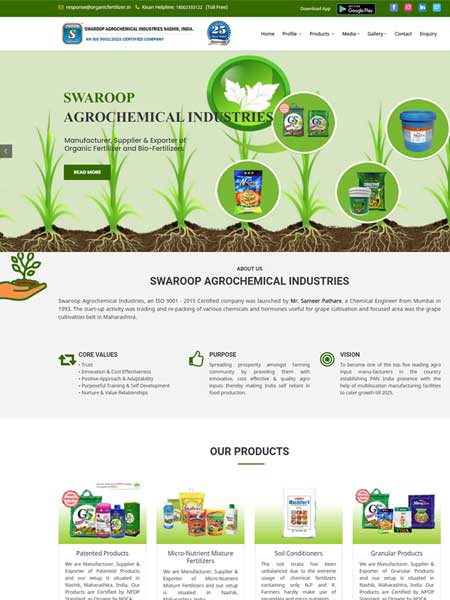 response@organicfertilizer.in Kisan Helpline: 18002333122 (Toll Free) Download App
Google Play
SWAROOP AGROCHEMICAL INDUSTRIES NASHIK, INDIA.
AN ISO 9001:2015 CERTIFIED COMPANY
25
Home Profile Products Media Gallery Contact Enquiry
SWAROOP
AGROCHEMICAL INDUSTRIES
Manufacturer, Supplier & Exporter of
Organic Fertilizer and Bio-Fertilizers.
READ MORE
ABOUT US
SWAROOP AGROCHEMICAL INDUSTRIES
Swaroop Agrochemical Industries, an ISO 9001 - 2015 Certified company was launched by Mr. Sameer Pathare, a Chemical Engineer from Mumbai in
1993. The start-up activity was trading and re-packing of various chemicals and hormones useful for grape cultivation and focused area was the grape
cultivation belt in Maharashtra.
CORE VALUES
• Trust
• Innovation & Cost Effectiveness
• Positive Approach & Adaptability
• Purposeful Training & Self Development
• Nurture & Value Relationships
PURPOSE
Spreading prosperity amongst farming
community by providing them with
innovative, cost effective & quality agro
inputs thereby making India self reliant in
food production.
VISION
To become one of the top five leading agro
input manu-facturers in the country
establishing PAN India presence with the
help of multilocation manufacturing facilities
to cater growth till 2025.
OUR PRODUCTS
Patented Products
We are Manufacturer, Supplier &
Exporter of Patented Products
and our setup is situated in
Nashik, Maharashtra, India. Our
Products are Certified by NPOP
Standard as Organic by NOCA
Micro-Nutrient Mixture
Fertilizers
We are Manufacturer, Supplier &
Exporter of Micro-Nutrient
Mixture Fertilizers and our setup
is situated in Nashik,
Maharashtra, India.
Soil Conditioners
The soil strata has been
unbalanced due to the extreme
usage of chemical fertilizers
containing only N,P and K.
Farmers hardly make use of
secondary and micro nutrients
Granular Products
We are Manufacturer, Supplier &
Exporter of Granular Products
and our setup is situated in
Nashik, Maharashtra, India. Our
Products are Certified by NPOP
Standard as Organic by NOCA